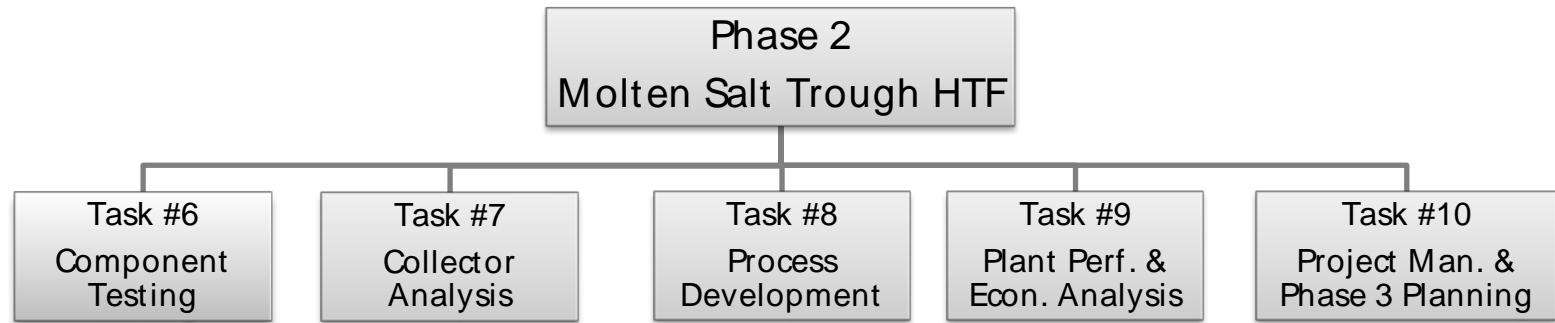 Phase 2
Molten Salt Trough HTF
Task #6
Component
Testing
Task #7
Collector
Analysis
Task #8
Process
Development
Task #9
Plant Perf. &
Econ. Analysis
Task #10
Project Man. &
Phase 3 Planning